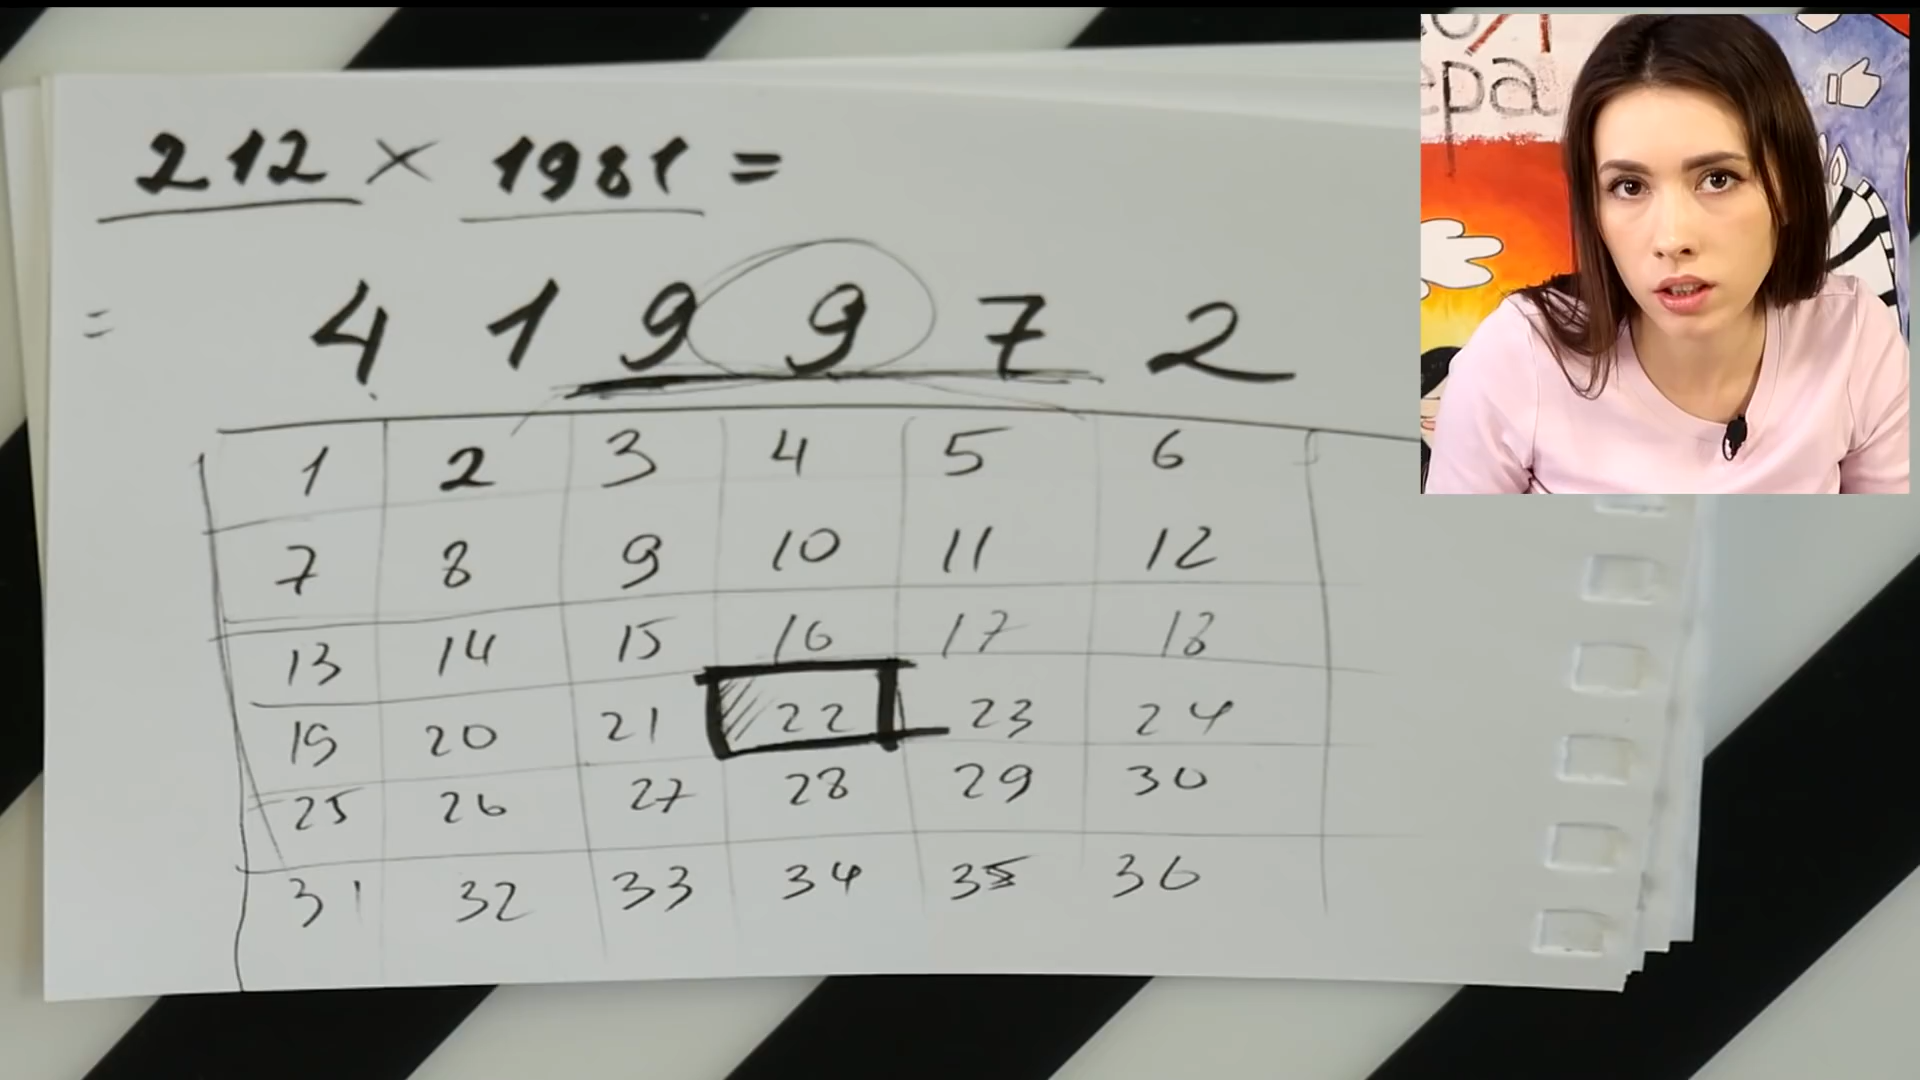 212 × 1981 =
= 4 1 9 9 7 2
1 2 3 4 5 6
7 8 9 10 11 12
13 14 15 16 17 18
19 20 21 22 23 24
25 26 27 28 29 30
31 32 33 34 35 36
ера